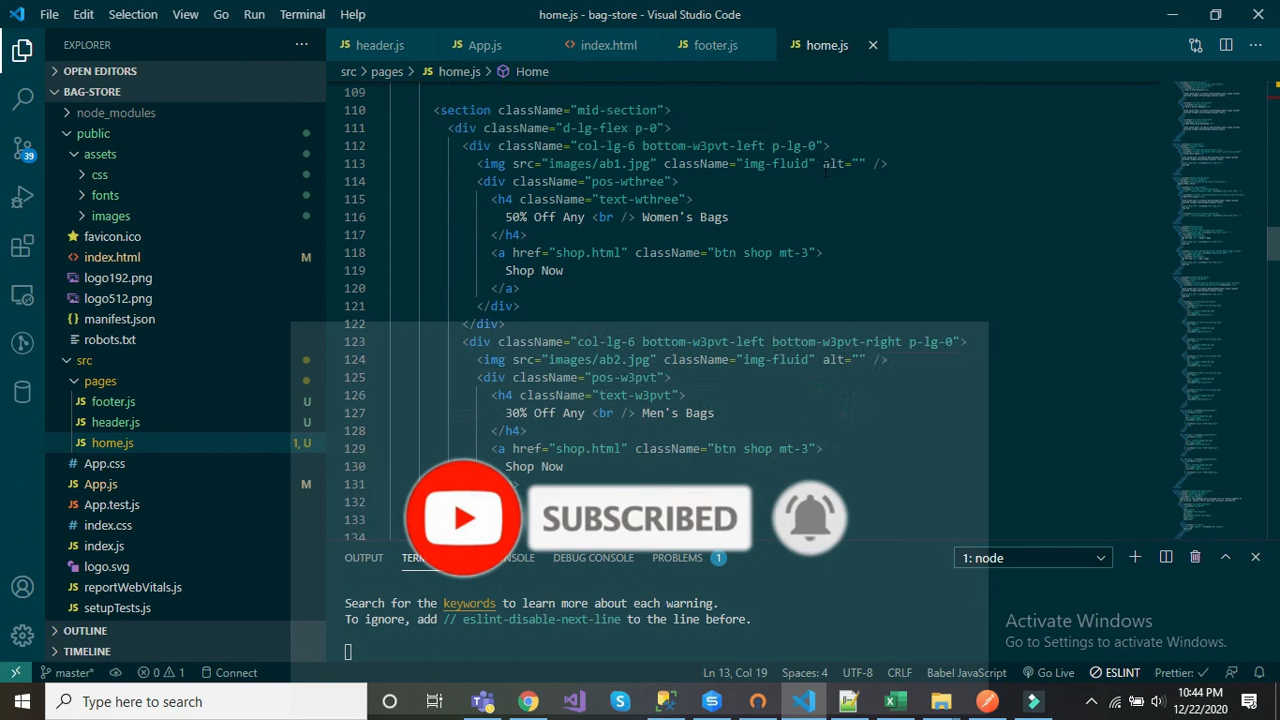 File Edit Selection View Go Run Terminal Help home.js - bag-store - Visual Studio Code
EXPLORER ...
OPEN EDITORS
BAG-STORE
node_modules
public
assets
css
fonts
images
favicon.ico
index.html M
logo192.png
logo512.png
manifest.json
robots.txt
src
pages
footer.js U
header.js U
home.js 1, U
App.css
App.js M
App.test.js
index.css
index.js
logo.svg
reportWebVitals.js
setupTests.js
OUTLINE
TIMELINE
39
JS header.js JS App.js <> index.html JS footer.js JS home.js
src > pages > JS home.js > Home
109
110 <section className="mid-section">
111 <div className="d-lg-flex p-0">
112 <div className="col-lg-6 bottom-w3pvt-left p-lg-0">
113 <img src="images/ab1.jpg" className="img-fluid" alt="" />
114 <div className="pos-wthree">
115 <h4 className="text-wthree">
116 30% Off Any <br /> Women's Bags
117 </h4>
118 <a href="shop.html" className="btn shop mt-3">
119 Shop Now
120 </a>
121 </div>
122 </div>
123 <div className="col-lg-6 bottom-w3pvt-left bottom-w3pvt-right p-lg-0">
124 <img src="images/ab2.jpg" className="img-fluid" alt="" />
125 <div className="pos-w3pvt">
126 <h4 className="text-w3pvt">
127 30% Off Any <br /> Men's Bags
128 </h4>
129 <a href="shop.html" className="btn shop mt-3">
130 Shop Now
131
132
133
134
SUBSCRIBED
OUTPUT DEBUG CONSOLE PROBLEMS 1 1: node
Search for the keywords to learn more about each warning.
To ignore, add // eslint-disable-next-line to the line before.
Activate Windows
Go to Settings to activate Windows.
master* 0 1 Connect Ln 13, Col 19 Spaces: 4 UTF-8 CRLF Babel JavaScript Go Live ESLINT Prettier: ✓
Type here to search
10:44 PM
12/22/2020